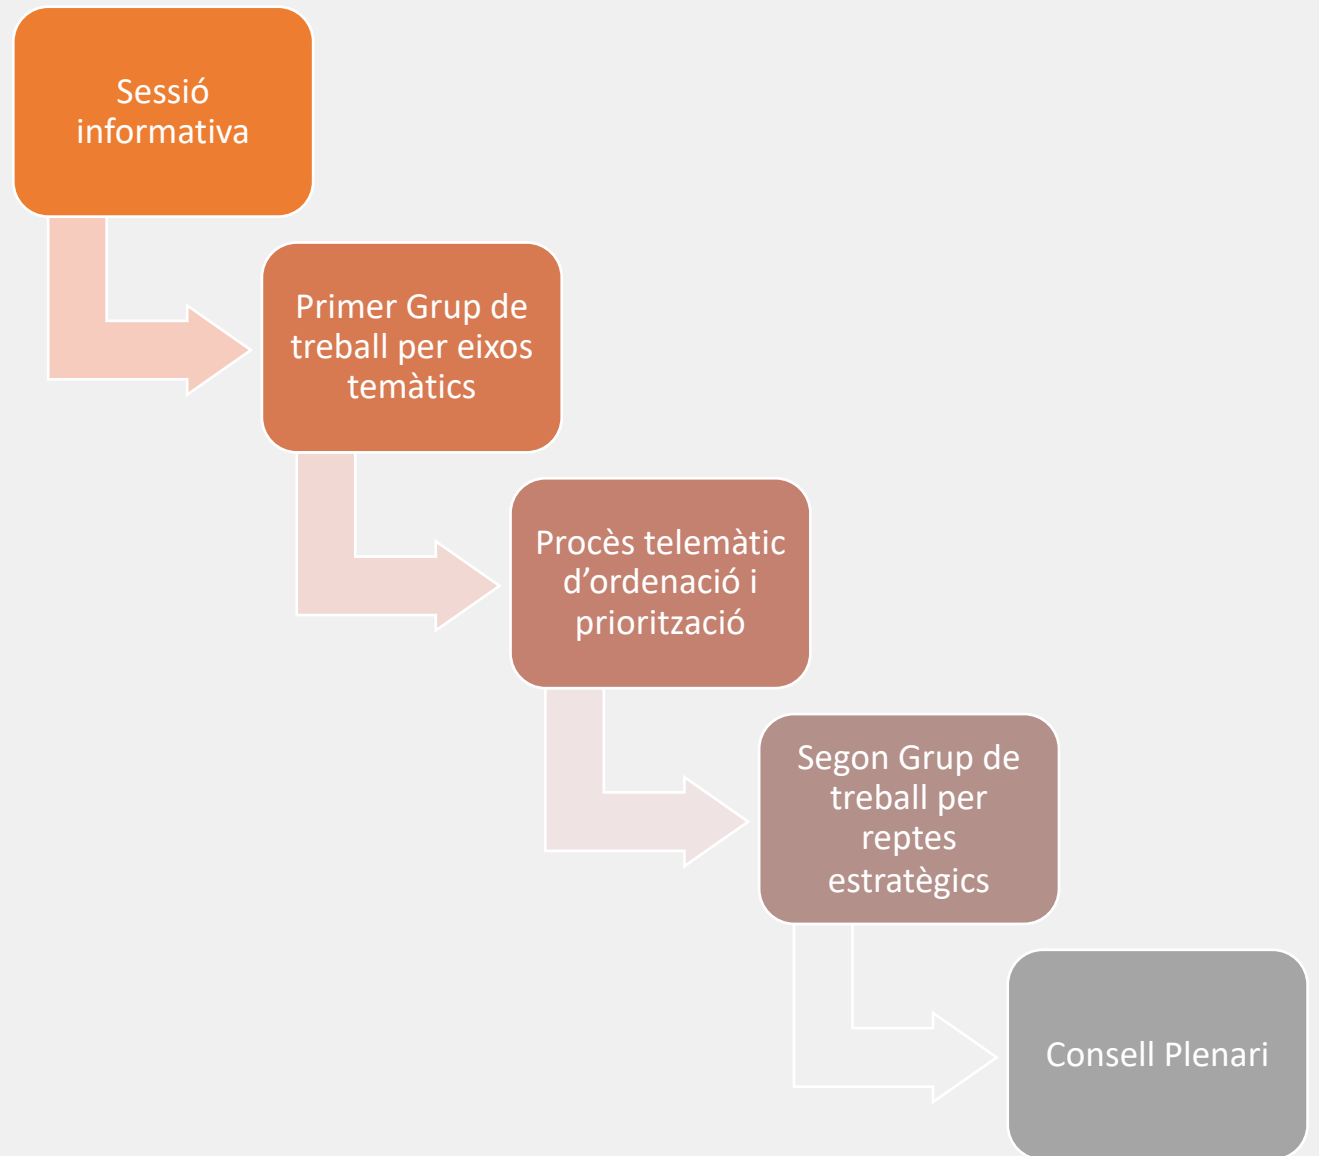 Sessió
informativa
Primer Grup de
treball per eixos
temàtics
Procès telemàtic
d’ordenació i
priorització
Segon Grup de
treball per
reptes
estratègics
Consell Plenari